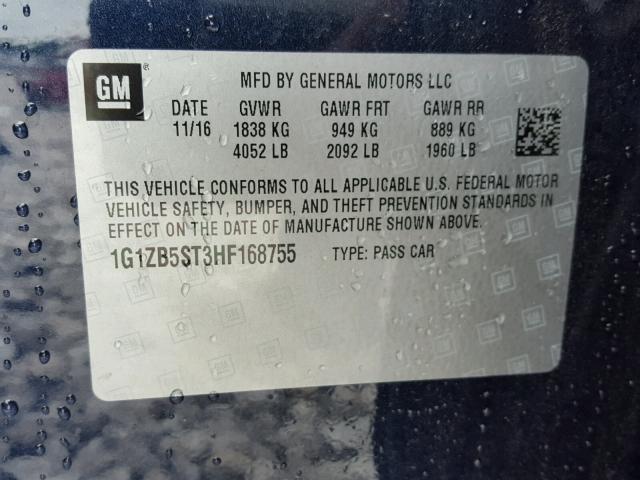 GM ®
MFD BY GENERAL MOTORS LLC
DATE GVWR GAWR FRT GAWR RR
11/16 1838 KG 949 KG 889 KG
4052 LB 2092 LB 1960 LB
THIS VEHICLE CONFORMS TO ALL APPLICABLE U.S. FEDERAL MOTOR
VEHICLE SAFETY, BUMPER, AND THEFT PREVENTION STANDARDS IN
EFFECT ON THE DATE OF MANUFACTURE SHOWN ABOVE.
1G1ZB5ST3HF168755 TYPE: PASS CAR